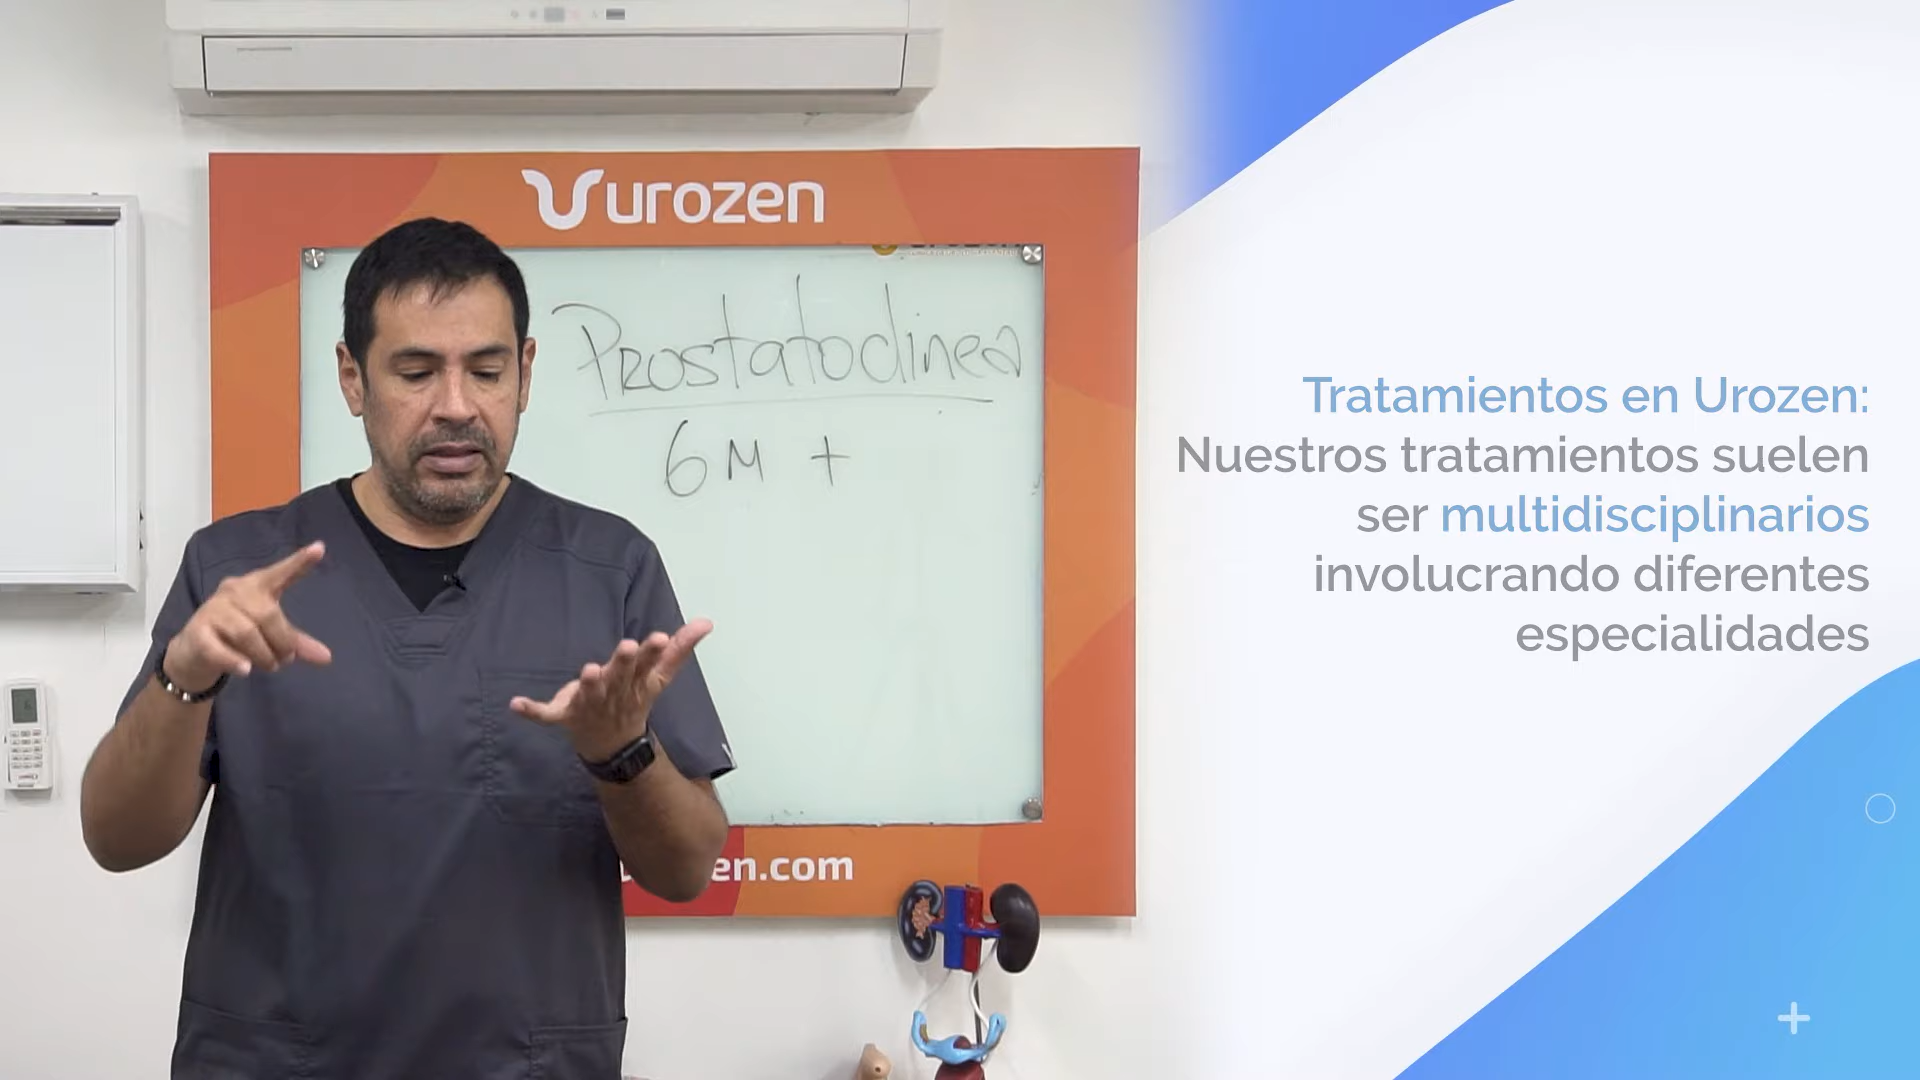 urozen
Prostatodinea
6 M +
en.com
Tratamientos en Urozen:
Nuestros tratamientos suelen
ser multidisciplinarios
involucrando diferentes
especialidades